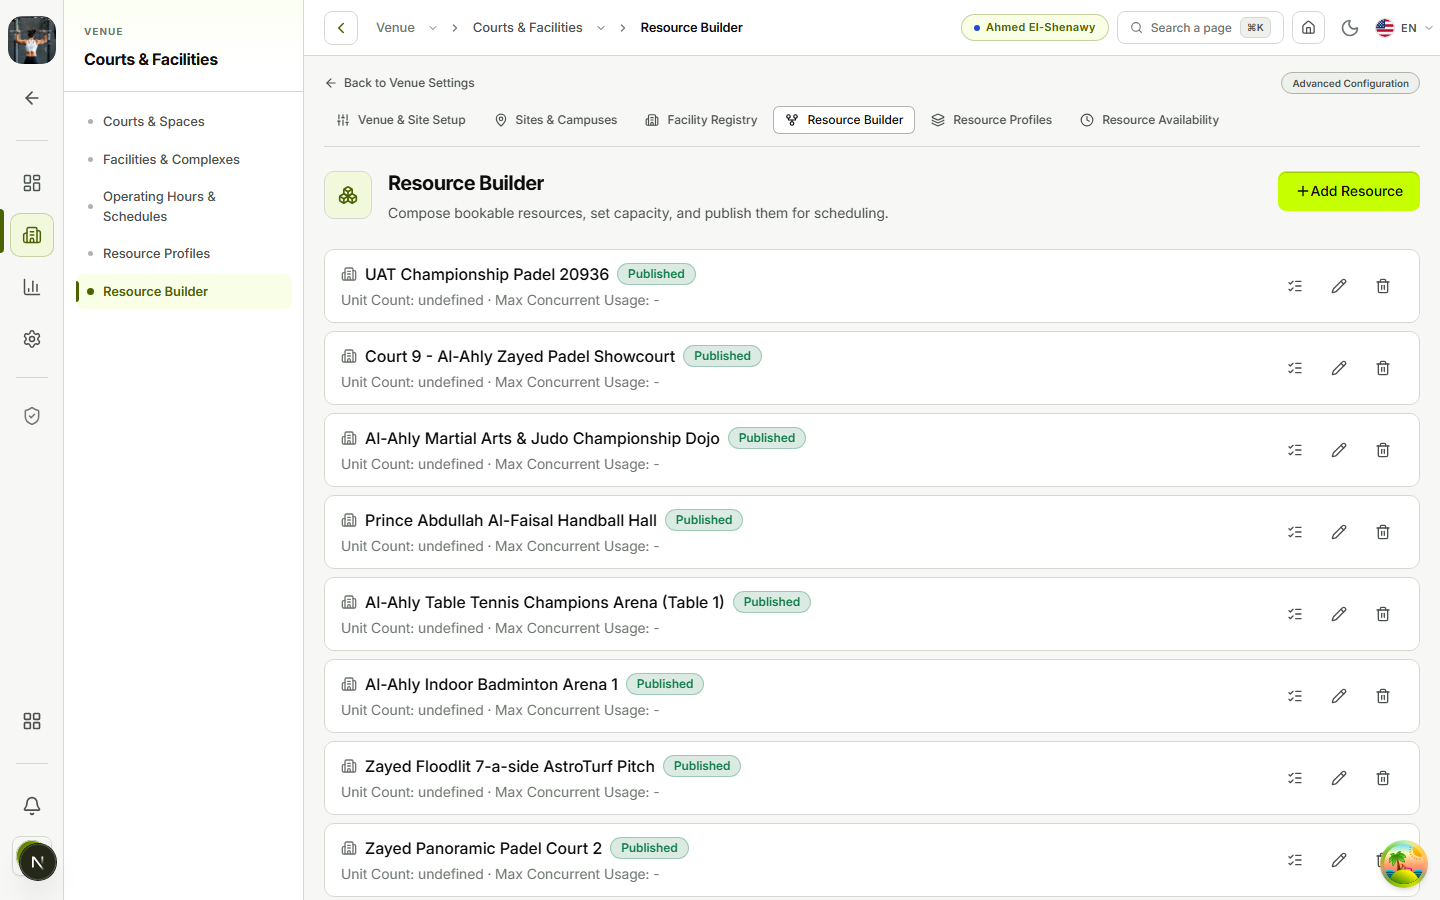 VENUE
Courts & Facilities
Courts & Spaces
Facilities & Complexes
Operating Hours &
Schedules
Resource Profiles
Resource Builder
N
Venue
Courts & Facilities
Resource Builder
Ahmed El-Shenawy
Search a page
⌘K
EN
Back to Venue Settings
Advanced Configuration
Venue & Site Setup
Sites & Campuses
Facility Registry
Resource Builder
Resource Profiles
Resource Availability
Resource Builder
Compose bookable resources, set capacity, and publish them for scheduling.
+Add Resource
UAT Championship Padel 20936 Published
Unit Count: undefined · Max Concurrent Usage: -
Court 9 - Al-Ahly Zayed Padel Showcourt Published
Unit Count: undefined · Max Concurrent Usage: -
Al-Ahly Martial Arts & Judo Championship Dojo Published
Unit Count: undefined · Max Concurrent Usage: -
Prince Abdullah Al-Faisal Handball Hall Published
Unit Count: undefined · Max Concurrent Usage: -
Al-Ahly Table Tennis Champions Arena (Table 1) Published
Unit Count: undefined · Max Concurrent Usage: -
Al-Ahly Indoor Badminton Arena 1 Published
Unit Count: undefined · Max Concurrent Usage: -
Zayed Floodlit 7-a-side AstroTurf Pitch Published
Unit Count: undefined · Max Concurrent Usage: -
Zayed Panoramic Padel Court 2 Published
Unit Count: undefined · Max Concurrent Usage: -